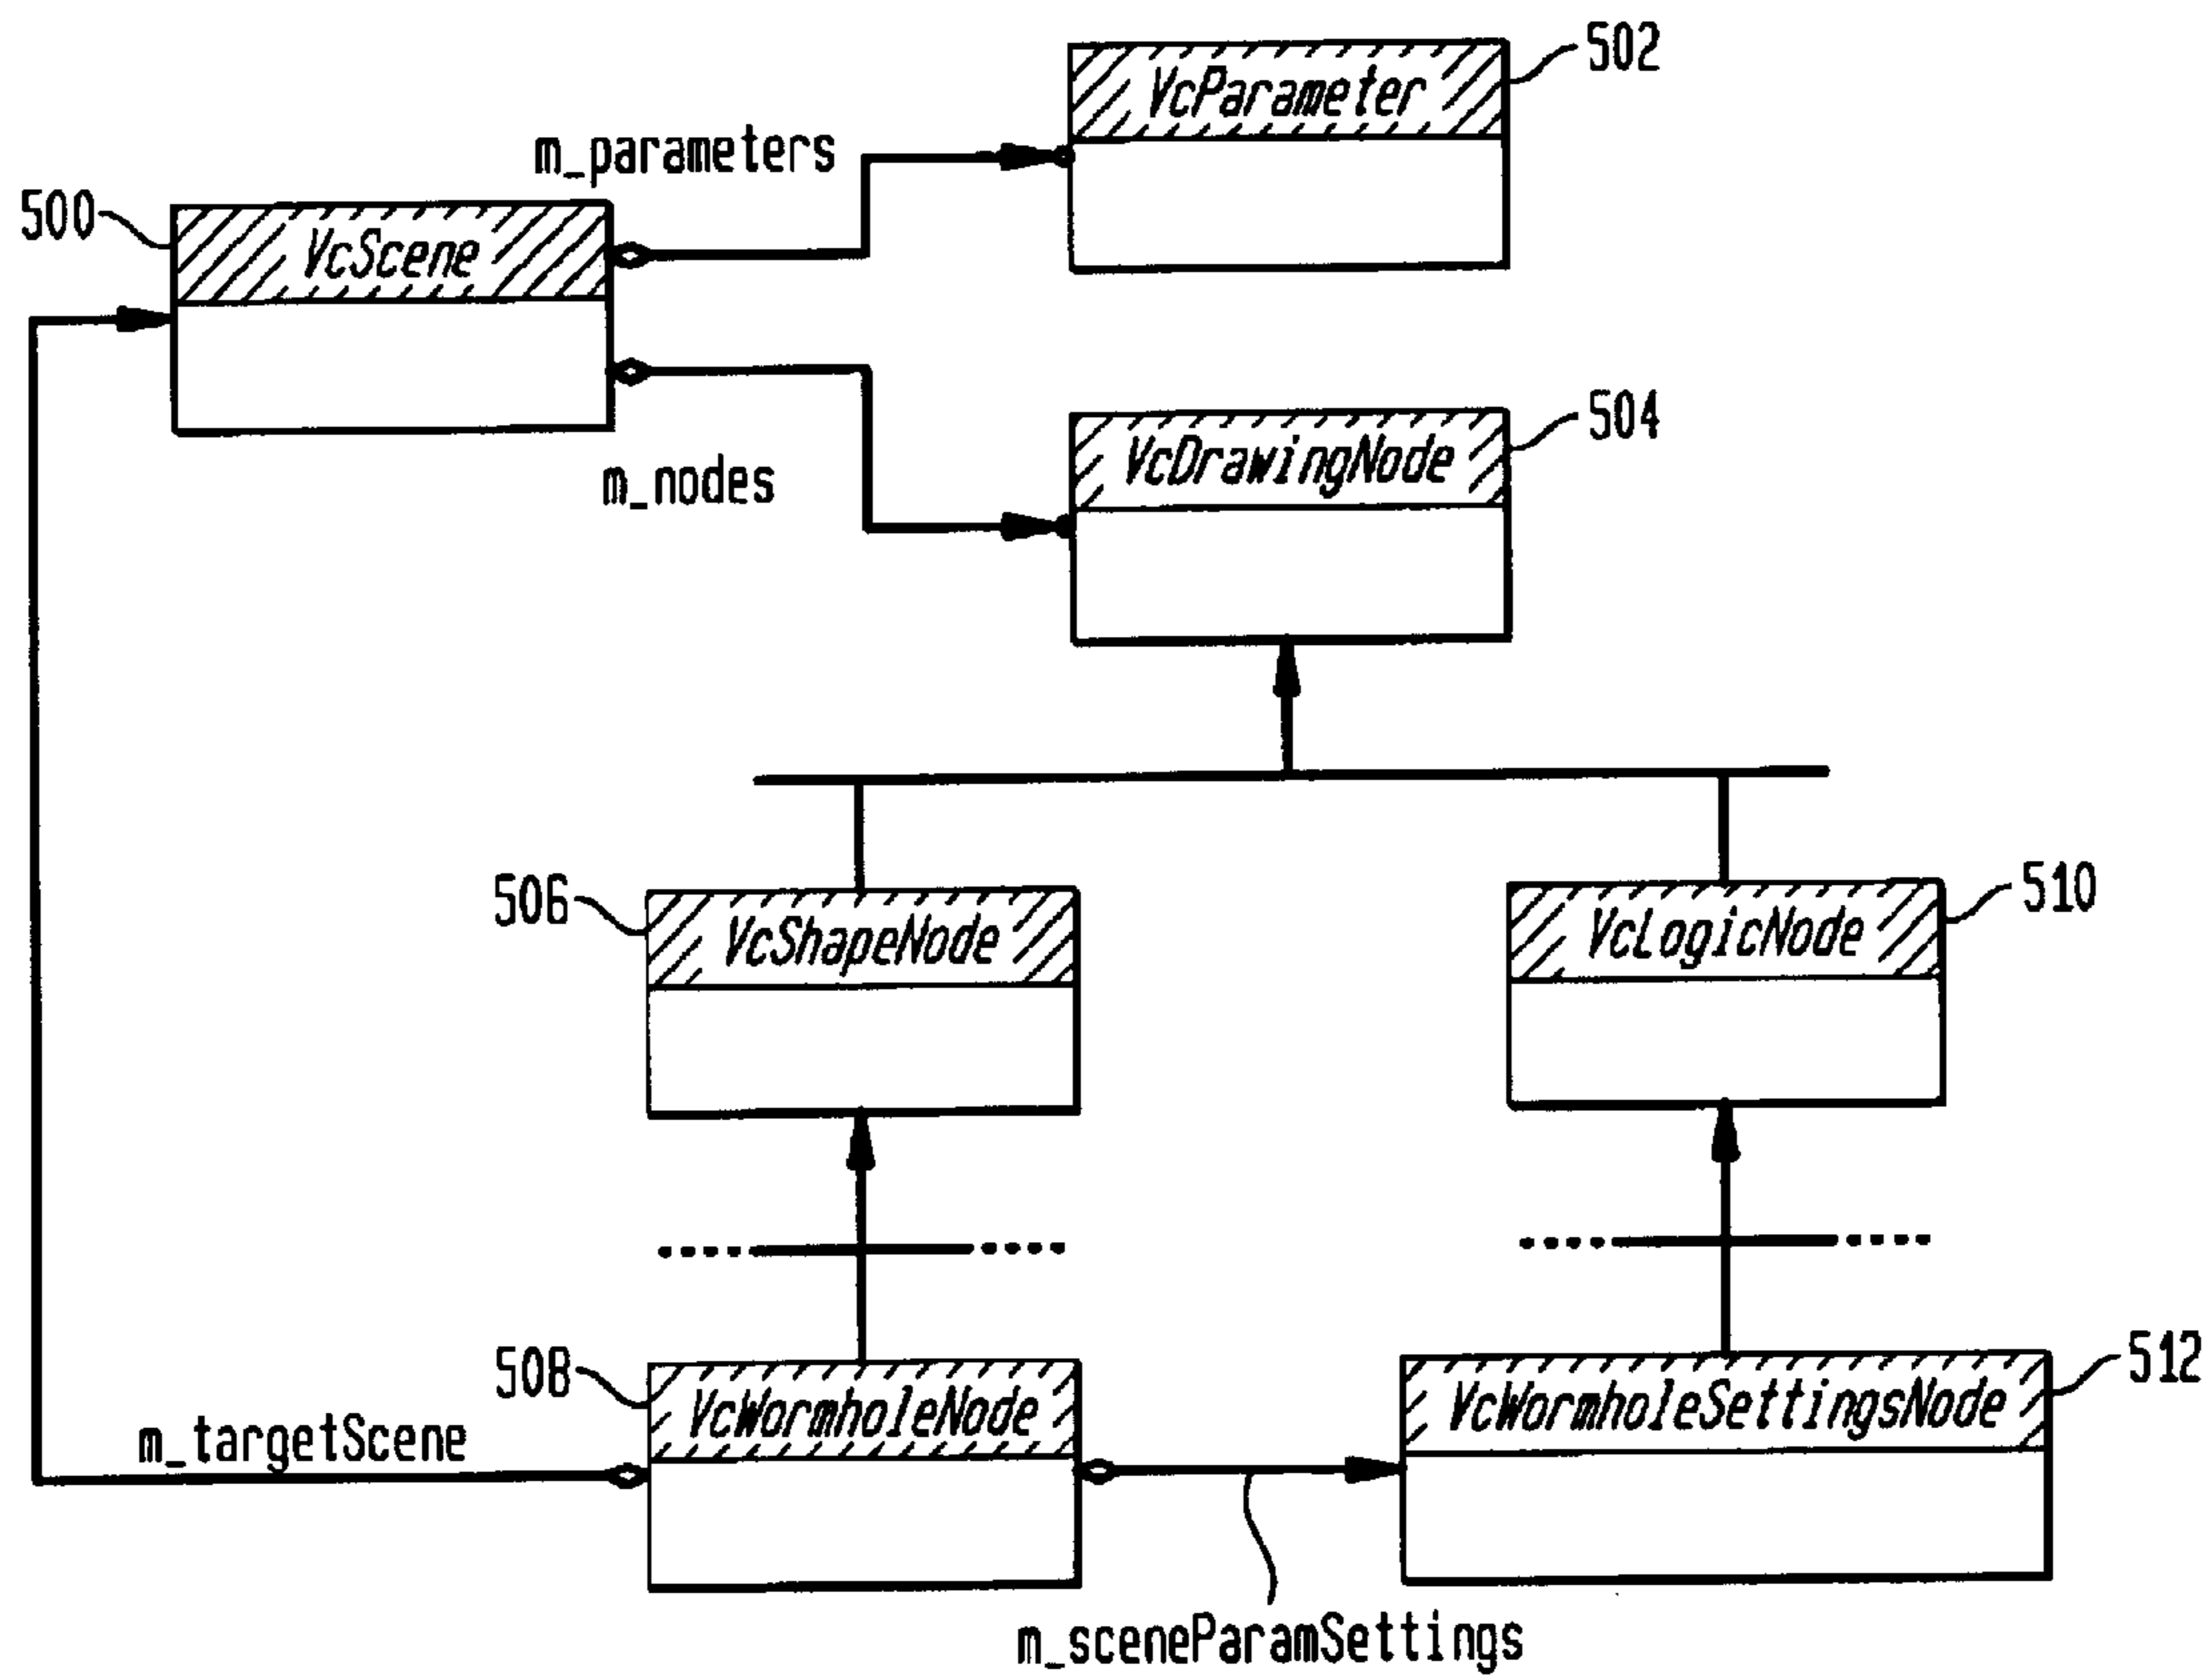 502
VcParameter
m_parameters
500
VcScene
504
VcDrawingNode
m_nodes
506
VcShapeNode
510
VcLogicNode
508
VcWormholeNode
512
VcWormholeSettingsNode
m_targetScene
m_sceneParamSettings